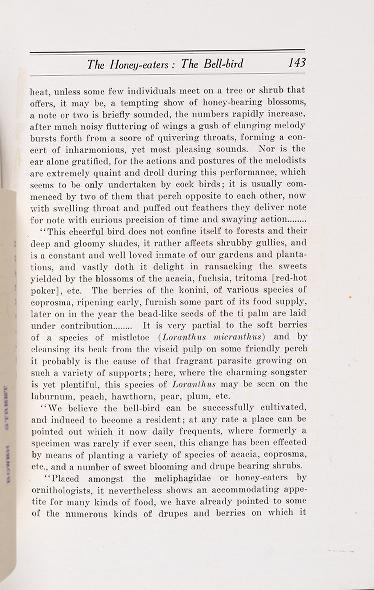 The Honey-eaters : The Bell-bird 143
heat, unless some few individuals meet on a tree or shrub that
offers, it may be, a tempting show of honey-bearing blossoms,
a note or two is briefly sounded, the numbers rapidly increase,
after much noisy fluttering of wings a gush of clanging melody
bursts forth from a score of quivering throats, forming a con-
cert of inharmonious, yet most pleasing sounds. Nor is the
ear alone gratified, for the actions and postures of the melodists
are extremely quaint and droll during this performance, which
seems to be only undertaken by cock birds; it is usually com-
menced by two of them that perch opposite to each other, now
with swelling throat and puffed out feathers they deliver note
for note with curious precision of time and swaying action........
"This cheerful bird does not confine itself to forests and their
deep and gloomy shades, it rather affects shrubby gullies, and
is a constant and well loved inmate of our gardens and planta-
tions, and vastly doth it delight in ransacking the sweets
yielded by the blossoms of the acacia, fuchsia, tritoma [red-hot
poker], etc. The berries of the konini, of various species of
coprosma, ripening early, furnish some part of its food supply,
later on in the year the bead-like seeds of the ti palm are laid
under contribution........ It is very partial to the soft berries
of a species of mistletoe (Loranthus micranthus) and by
cleansing its beak from the viscid pulp on some friendly perch
it probably is the cause of that fragrant parasite growing on
such a variety of supports; here, where the charming songster
is yet plentiful, this species of Loranthus may be seen on the
laburnum, peach, hawthorn, pear, plum, etc.
"We believe the bell-bird can be successfully cultivated,
and induced to become a resident; at any rate a place can be
pointed out which it now daily frequents, where formerly a
specimen was rarely if ever seen, this change has been effected
by means of planting a variety of species of acacia, coprosma,
etc., and a number of sweet blooming and drupe bearing shrubs.
"Placed amongst the meliphagidae or honey-eaters by
ornithologists, it nevertheless shows an accommodating appe-
tite for many kinds of food, we have already pointed to some
of the numerous kinds of drupes and berries on which it
STREET